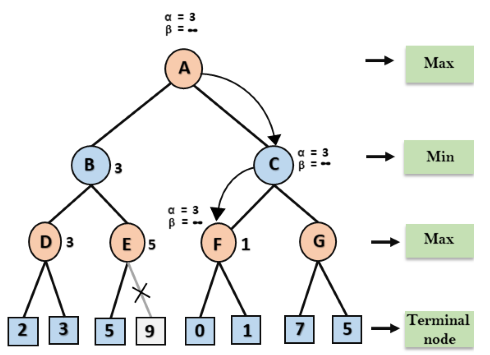 α = 3
β = ∞
A
Max
B
3
C
α = 3
β = ∞
Min
α = 3
β = ∞
D
3
E
5
F
1
G
Max
2
3
5
9
0
1
7
5
Terminal
node